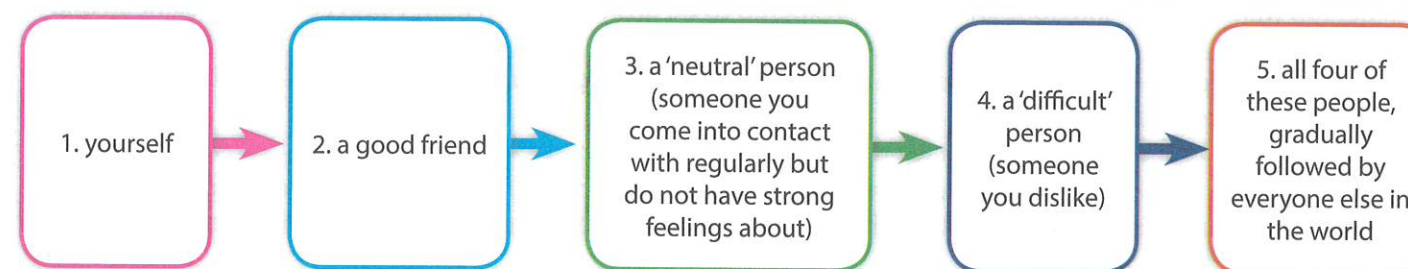 1. yourself
2. a good friend
3. a 'neutral' person
(someone you
come into contact
with regularly but
do not have strong
feelings about)
4. a 'difficult'
person
(someone
you dislike)
5. all four of
these people,
gradually
followed by
everyone else in
the world